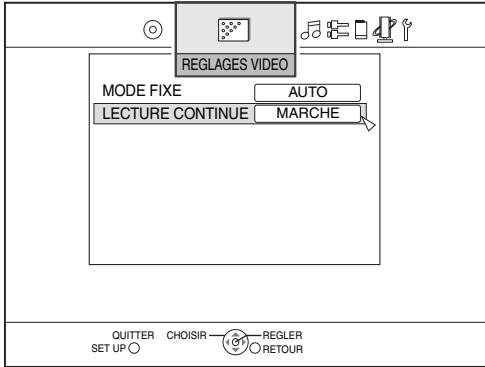 REGLAGES VIDEO
MODE FIXE AUTO
LECTURE CONTINUE MARCHE
QUITTER CHOISIR REGLER
SET UP RETOUR